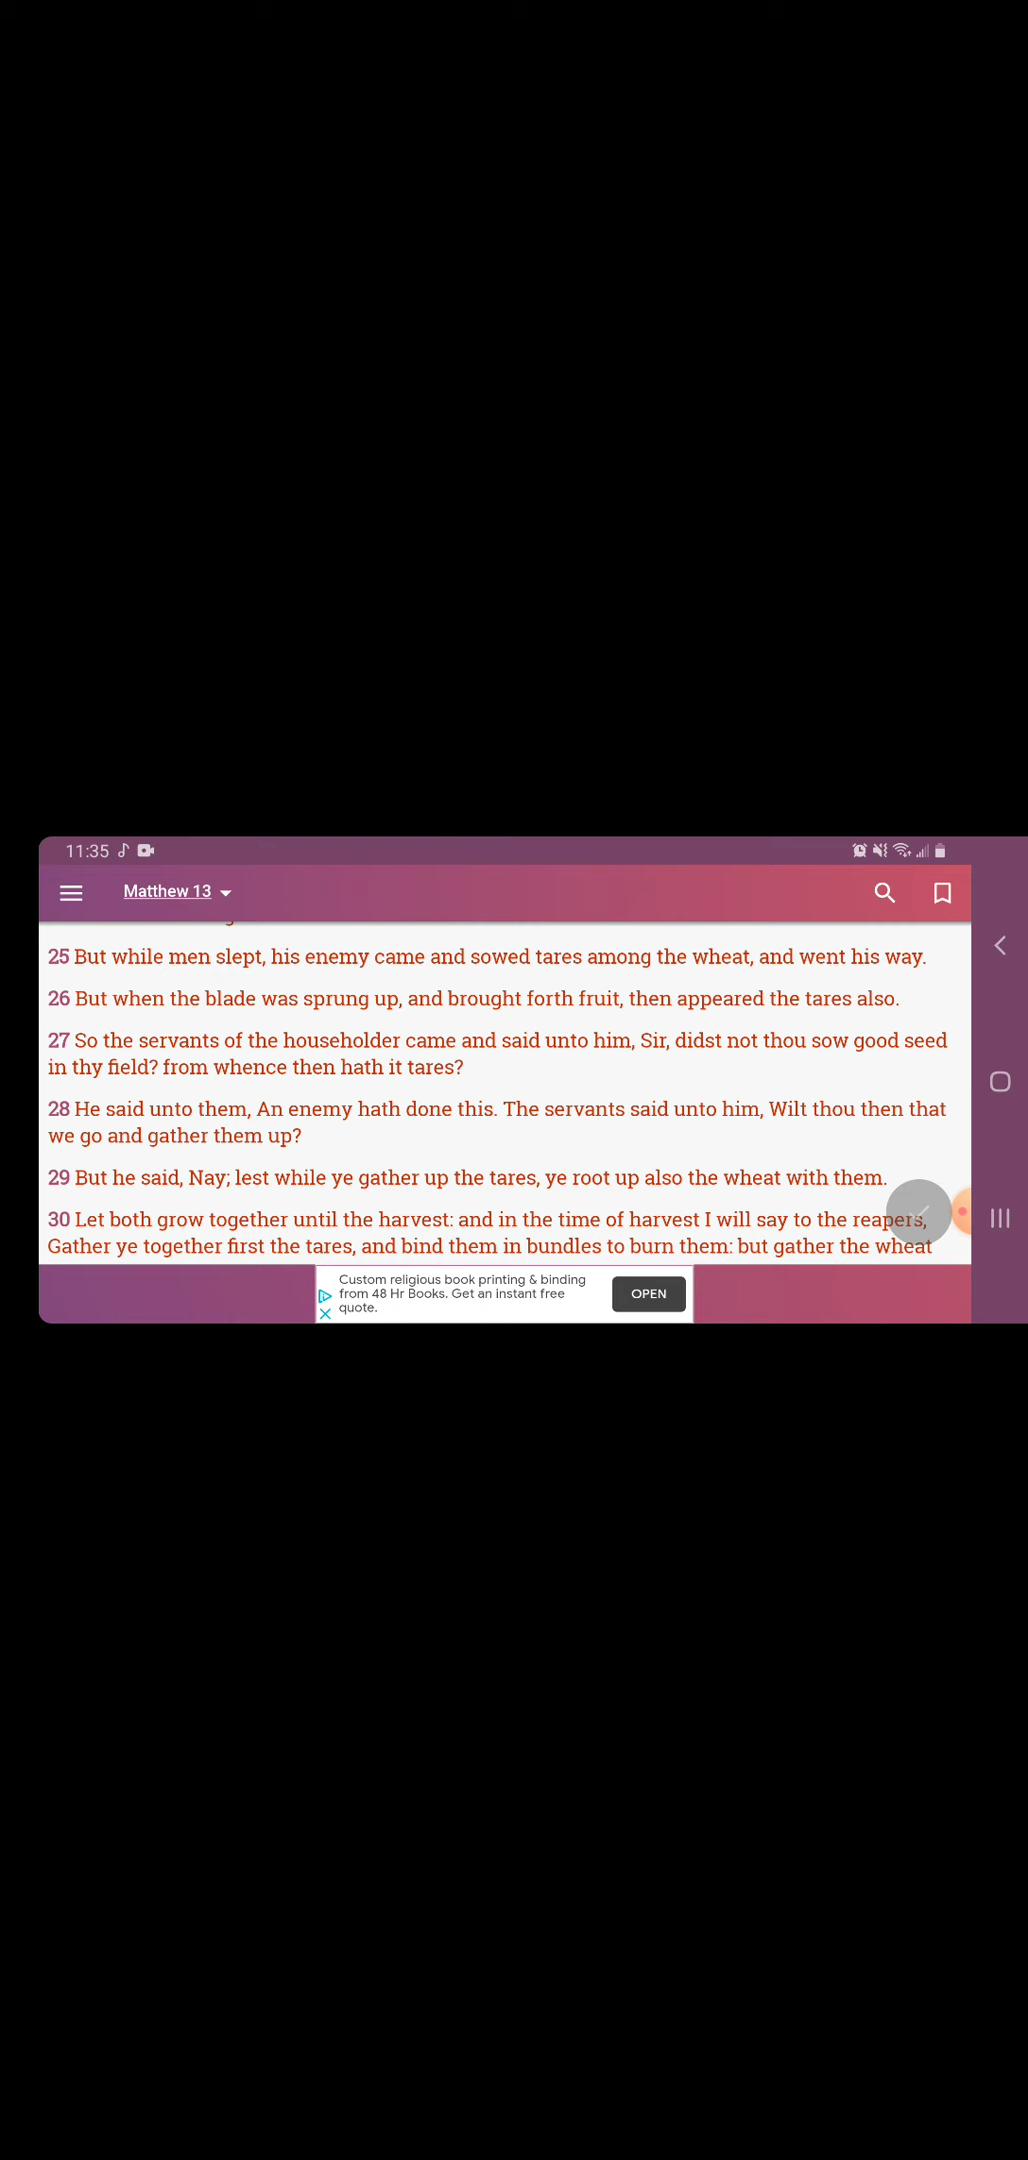 11:35
Matthew 13
25 But while men slept, his enemy came and sowed tares among the wheat, and went his way.
26 But when the blade was sprung up, and brought forth fruit, then appeared the tares also.
27 So the servants of the householder came and said unto him, Sir, didst not thou sow good seed
in thy field? from whence then hath it tares?
28 He said unto them, An enemy hath done this. The servants said unto him, Wilt thou then that
we go and gather them up?
29 But he said, Nay; lest while ye gather up the tares, ye root up also the wheat with them.
30 Let both grow together until the harvest: and in the time of harvest I will say to the reapers,
Gather ye together first the tares, and bind them in bundles to burn them: but gather the wheat
Custom religious book printing & binding
from 48 Hr Books. Get an instant free
quote.
OPEN